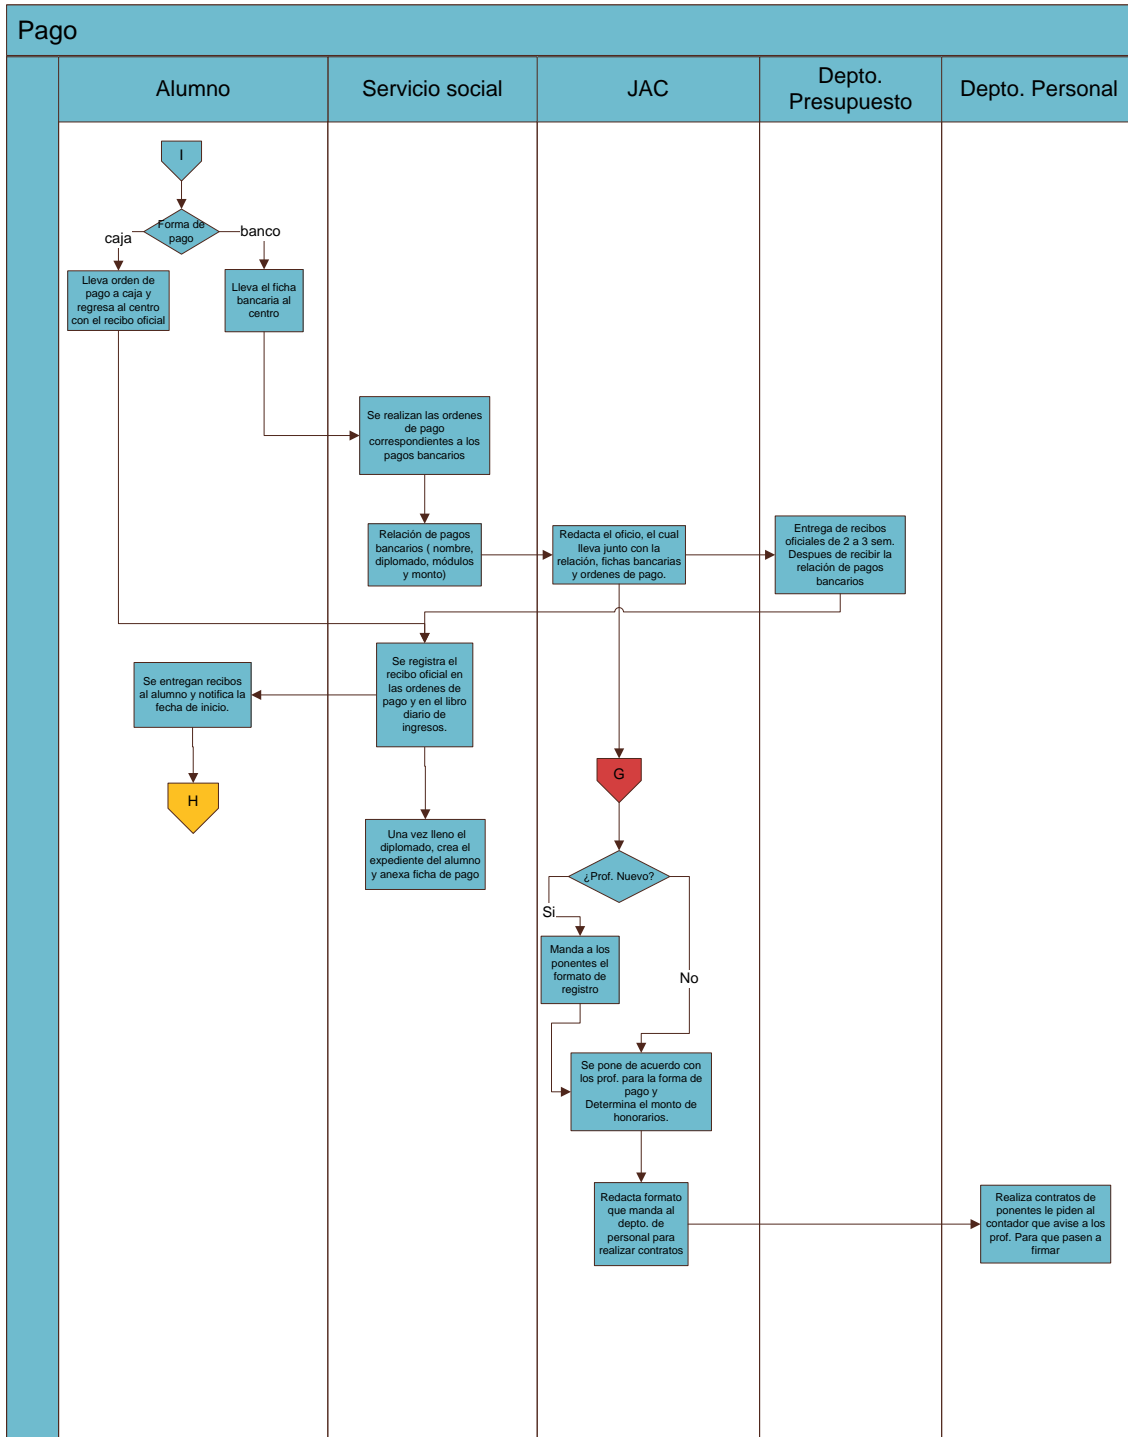 Pago
Alumno
Servicio social
JAC
Depto.
Presupuesto
Depto. Personal
I
Forma de
pago
caja
banco
Lleva orden de
pago a caja y
regresa al centro
con el recibo oficial
Lleva el ficha
bancaria al
centro
Se realizan las ordenes
de pago
correspondientes a los
pagos bancarios
Relación de pagos
bancarios ( nombre,
diplomado, módulos
y monto)
Redacta el oficio, el cual
lleva junto con la
relación, fichas bancarias
y ordenes de pago.
Entrega de recibos
oficiales de 2 a 3 sem.
Despues de recibir la
relación de pagos
bancarios
Se registra el
recibo oficial en
las ordenes de
pago y en el libro
diario de
ingresos.
Se entregan recibos
al alumno y notifica la
fecha de inicio.
H
G
Una vez lleno el
diplomado, crea el
expediente del alumno
y anexa ficha de pago
¿Prof. Nuevo?
Si
No
Manda a los
ponentes el
formato de
registro
Se pone de acuerdo con
los prof. para la forma de
pago y
Determina el monto de
honorarios.
Redacta formato
que manda al
depto. de
personal para
realizar contratos
Realiza contratos de
ponentes le piden al
contador que avise a los
prof. Para que pasen a
firmar